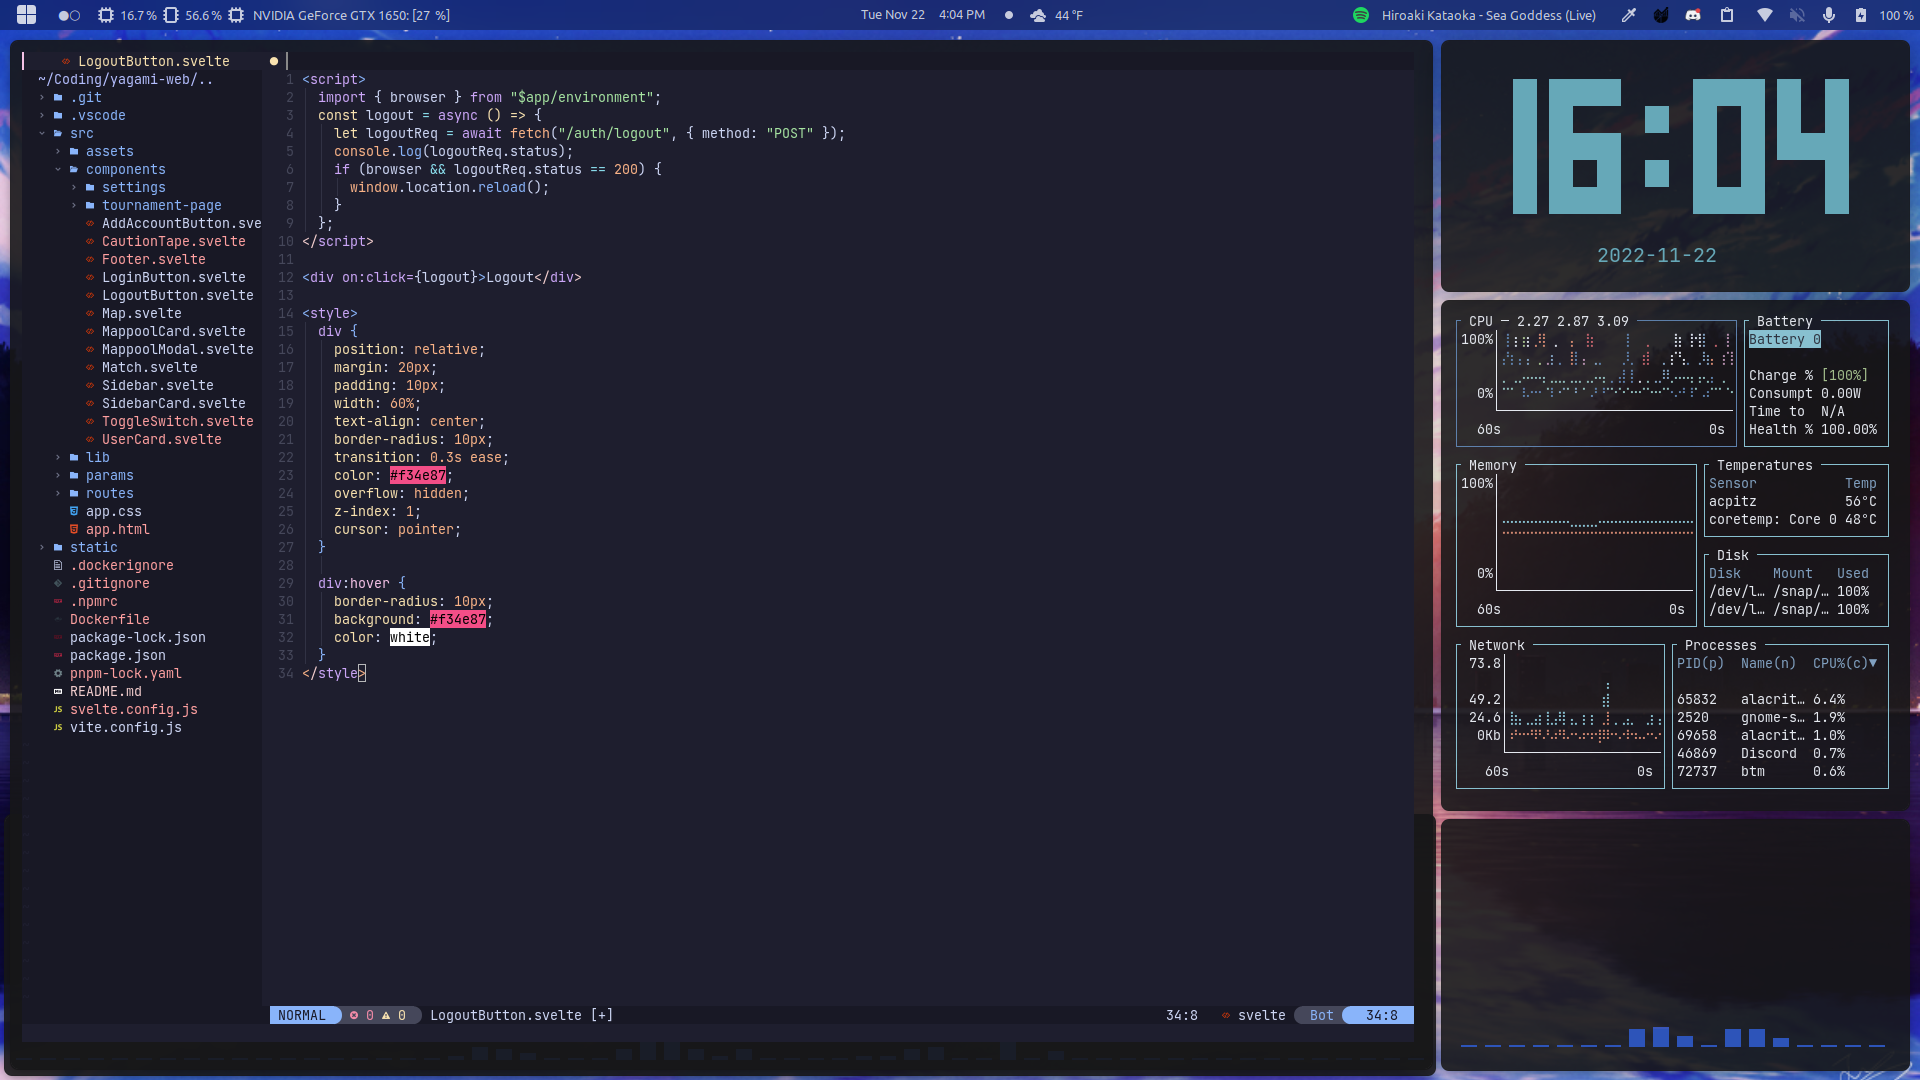 16.7 % 56.6 % NVIDIA GeForce GTX 1650: [27 %]
Tue Nov 22 4:04 PM 44 °F
Hiroaki Kataoka - Sea Goddess (Live) 100 %
LogoutButton.svelte
~/Coding/yagami-web/..
.git
.vscode
src
assets
components
settings
tournament-page
AddAccountButton.sve
CautionTape.svelte
Footer.svelte
LoginButton.svelte
LogoutButton.svelte
Map.svelte
MappoolCard.svelte
MappoolModal.svelte
Match.svelte
Sidebar.svelte
SidebarCard.svelte
ToggleSwitch.svelte
UserCard.svelte
lib
params
routes
app.css
app.html
static
.dockerignore
.gitignore
.npmrc
Dockerfile
package-lock.json
package.json
pnpm-lock.yaml
README.md
JS svelte.config.js
JS vite.config.js
1 <script>
2 import { browser } from "$app/environment";
3 const logout = async () => {
4 let logoutReq = await fetch("/auth/logout", { method: "POST" });
5 console.log(logoutReq.status);
6 if (browser && logoutReq.status == 200) {
7 window.location.reload();
8 }
9 };
10 </script>
11
12 <div on:click={logout}>Logout</div>
13
14 <style>
15 div {
16 position: relative;
17 margin: 20px;
18 padding: 10px;
19 width: 60%;
20 text-align: center;
21 border-radius: 10px;
22 transition: 0.3s ease;
23 color: #f34e87;
24 overflow: hidden;
25 z-index: 1;
26 cursor: pointer;
27 }
28
29 div:hover {
30 border-radius: 10px;
31 background: #f34e87;
32 color: white;
33 }
34 </style>
NORMAL 0 0 LogoutButton.svelte [+] 34:8 svelte Bot 34:8
16:04
2022-11-22
CPU ─ 2.27 2.87 3.09
100%
0%
60s 0s
Battery
Battery 0
Charge % [100%]
Consumpt 0.00W
Time to N/A
Health % 100.00%
Memory
100%
0%
60s 0s
Temperatures
Sensor Temp
acpitz 56°C
coretemp: Core 0 48°C
Disk
Disk Mount Used
/dev/l… /snap/… 100%
/dev/l… /snap/… 100%
Network
73.8
49.2
24.6
0Kb
60s 0s
Processes
PID(p) Name(n) CPU%(c)▼
65832 alacrit… 6.4%
2520 gnome-s… 1.9%
69658 alacrit… 1.0%
46869 Discord 0.7%
72737 btm 0.6%